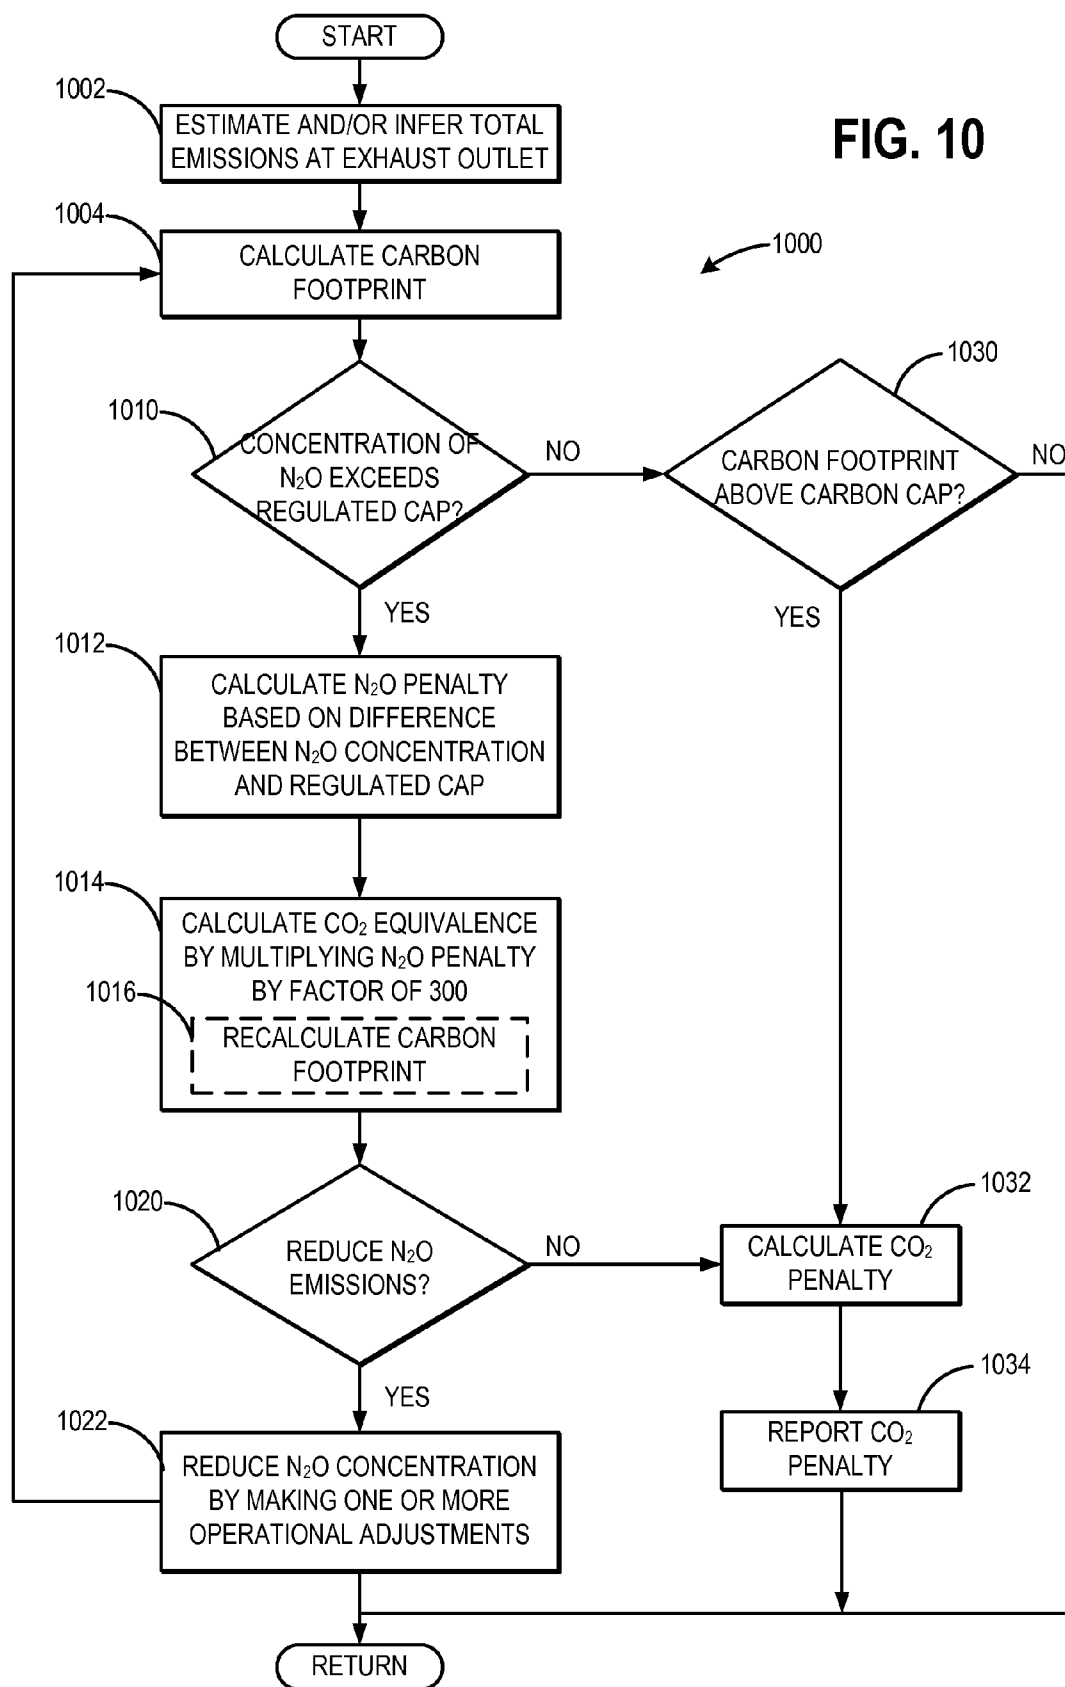 START
1002
ESTIMATE AND/OR INFER TOTAL
EMISSIONS AT EXHAUST OUTLET
FIG. 10
1004
CALCULATE CARBON
FOOTPRINT
1000
1010
CONCENTRATION OF
N₂O EXCEEDS
REGULATED CAP?
NO
1030
CARBON FOOTPRINT
ABOVE CARBON CAP?
NO
YES
YES
1012
CALCULATE N₂O PENALTY
BASED ON DIFFERENCE
BETWEEN N₂O CONCENTRATION
AND REGULATED CAP
1014
CALCULATE CO₂ EQUIVALENCE
BY MULTIPLYING N₂O PENALTY
BY FACTOR OF 300
1016
RECALCULATE CARBON
FOOTPRINT
1020
REDUCE N₂O
EMISSIONS?
NO
1032
CALCULATE CO₂
PENALTY
YES
1034
REPORT CO₂
PENALTY
1022
REDUCE N₂O CONCENTRATION
BY MAKING ONE OR MORE
OPERATIONAL ADJUSTMENTS
RETURN